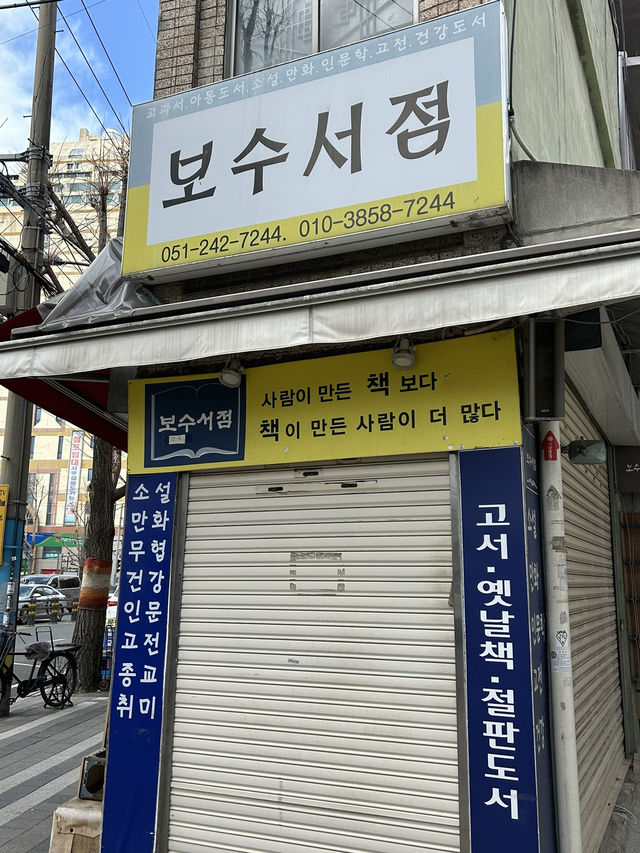 교과서.아동도서.소설.만화.인문학.고전.건강도서
보수서점
051-242-7244. 010-3858-7244
보수서점
사람이 만든 책 보다
책이 만든 사람이 더 많다
소설
만화
무협
건강
인문
고전
종교
취미
고서·옛날책·절판도서